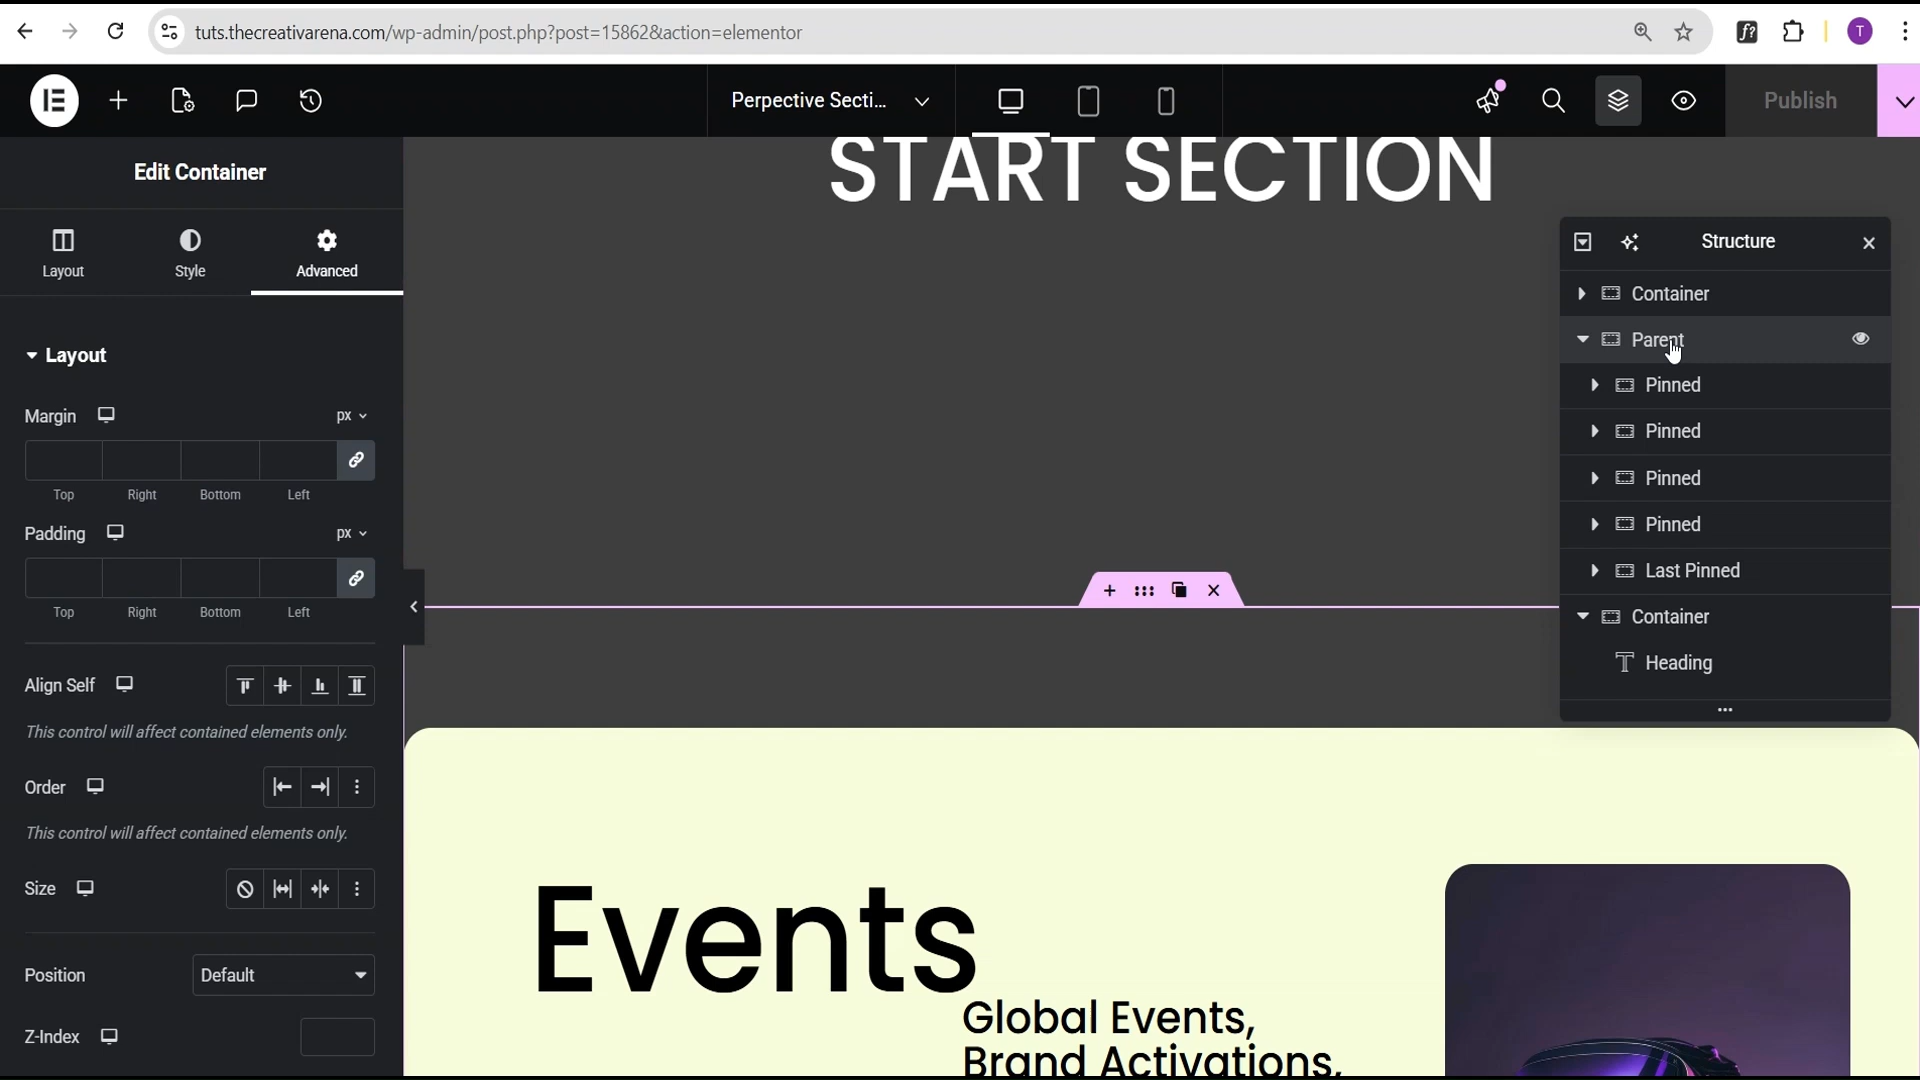 tuts.thecreativarena.com/wp-admin/post.php?post=15862&action=elementor
T
Perpective Secti...
Publish
Edit Container
Layout
Style
Advanced
Layout
Margin
px
Top
Right
Bottom
Left
Padding
px
Top
Right
Bottom
Left
Align Self
This control will affect contained elements only.
Order
This control will affect contained elements only.
Size
Position
Default
Z-Index
START SECTION
Events
Global Events,
Brand Activations,
Structure
Container
Parent
Pinned
Pinned
Pinned
Pinned
Last Pinned
Container
Heading